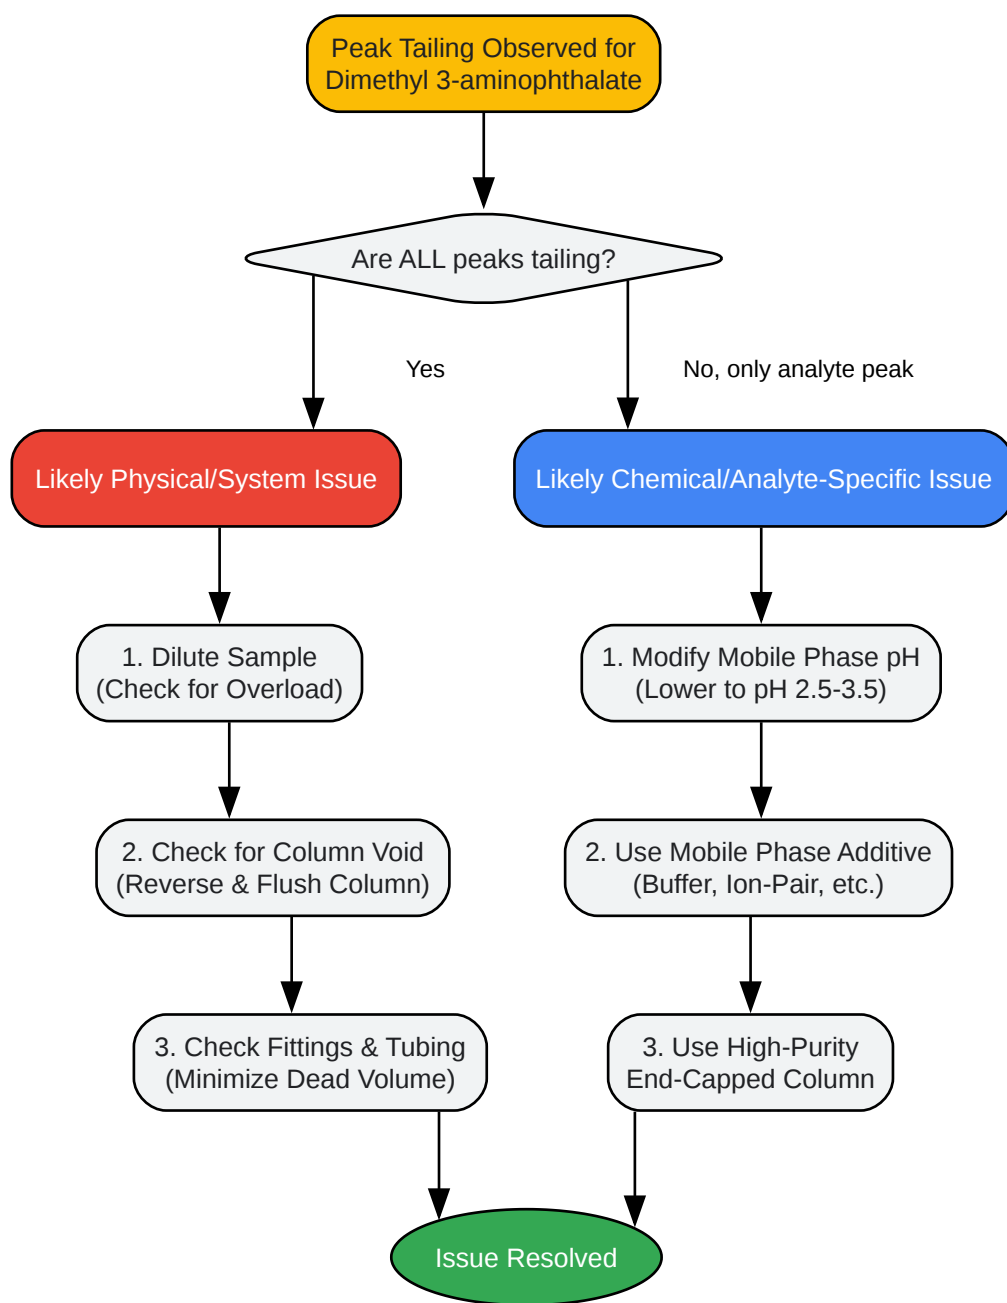 Peak Tailing Observed for
Dimethyl 3-aminophthalate
Are ALL peaks tailing?
Yes
No, only analyte peak
Likely Physical/System Issue
Likely Chemical/Analyte-Specific Issue
1. Dilute Sample
(Check for Overload)
1. Modify Mobile Phase pH
(Lower to pH 2.5-3.5)
2. Check for Column Void
(Reverse & Flush Column)
2. Use Mobile Phase Additive
(Buffer, Ion-Pair, etc.)
3. Check Fittings & Tubing
(Minimize Dead Volume)
3. Use High-Purity
End-Capped Column
Issue Resolved